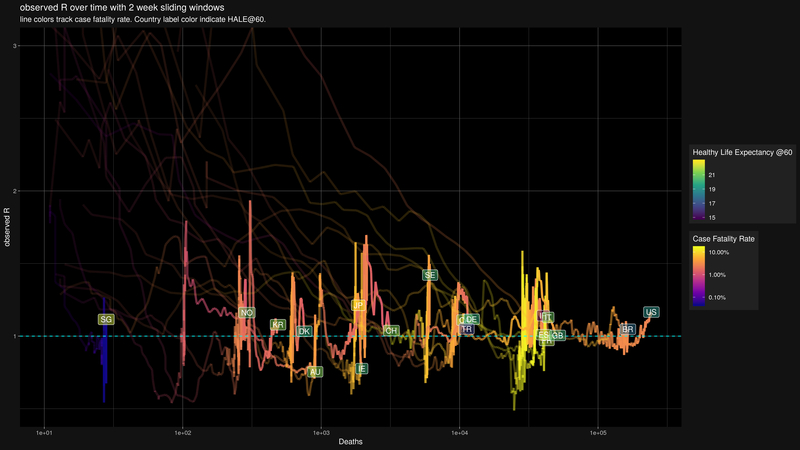 observed R over time with 2 week sliding windows
line colors track case fatality rate. Country label color indicate HALE@60.
3
2
1
observed R
SG
NO
KR
DK
AU
IE
CH
SE
DE
TR
ES
GB
BR
US
1e+01
1e+02
1e+03
1e+04
1e+05
Deaths
Healthy Life Expectancy @60
21
19
17
15
Case Fatality Rate
10.00%
1.00%
0.10%